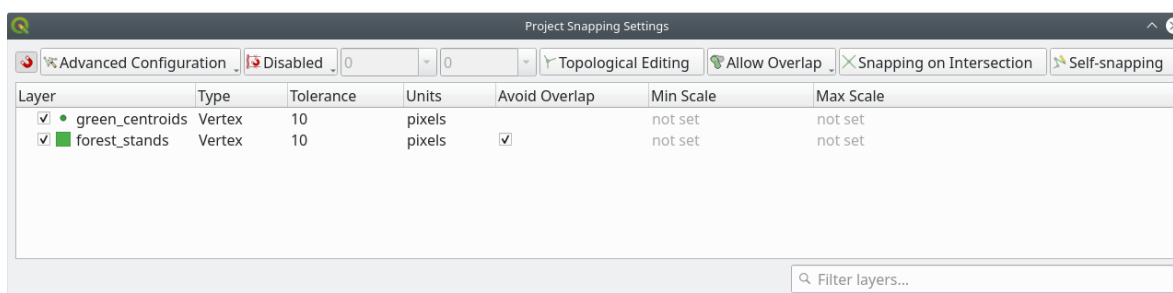 Project Snapping Settings
Advanced Configuration Disabled 0 0 Topological Editing Allow Overlap Snapping on Intersection Self-snapping
Layer Type Tolerance Units Avoid Overlap Min Scale Max Scale
green_centroids Vertex 10 pixels not set not set
forest_stands Vertex 10 pixels not set not set
Filter layers...